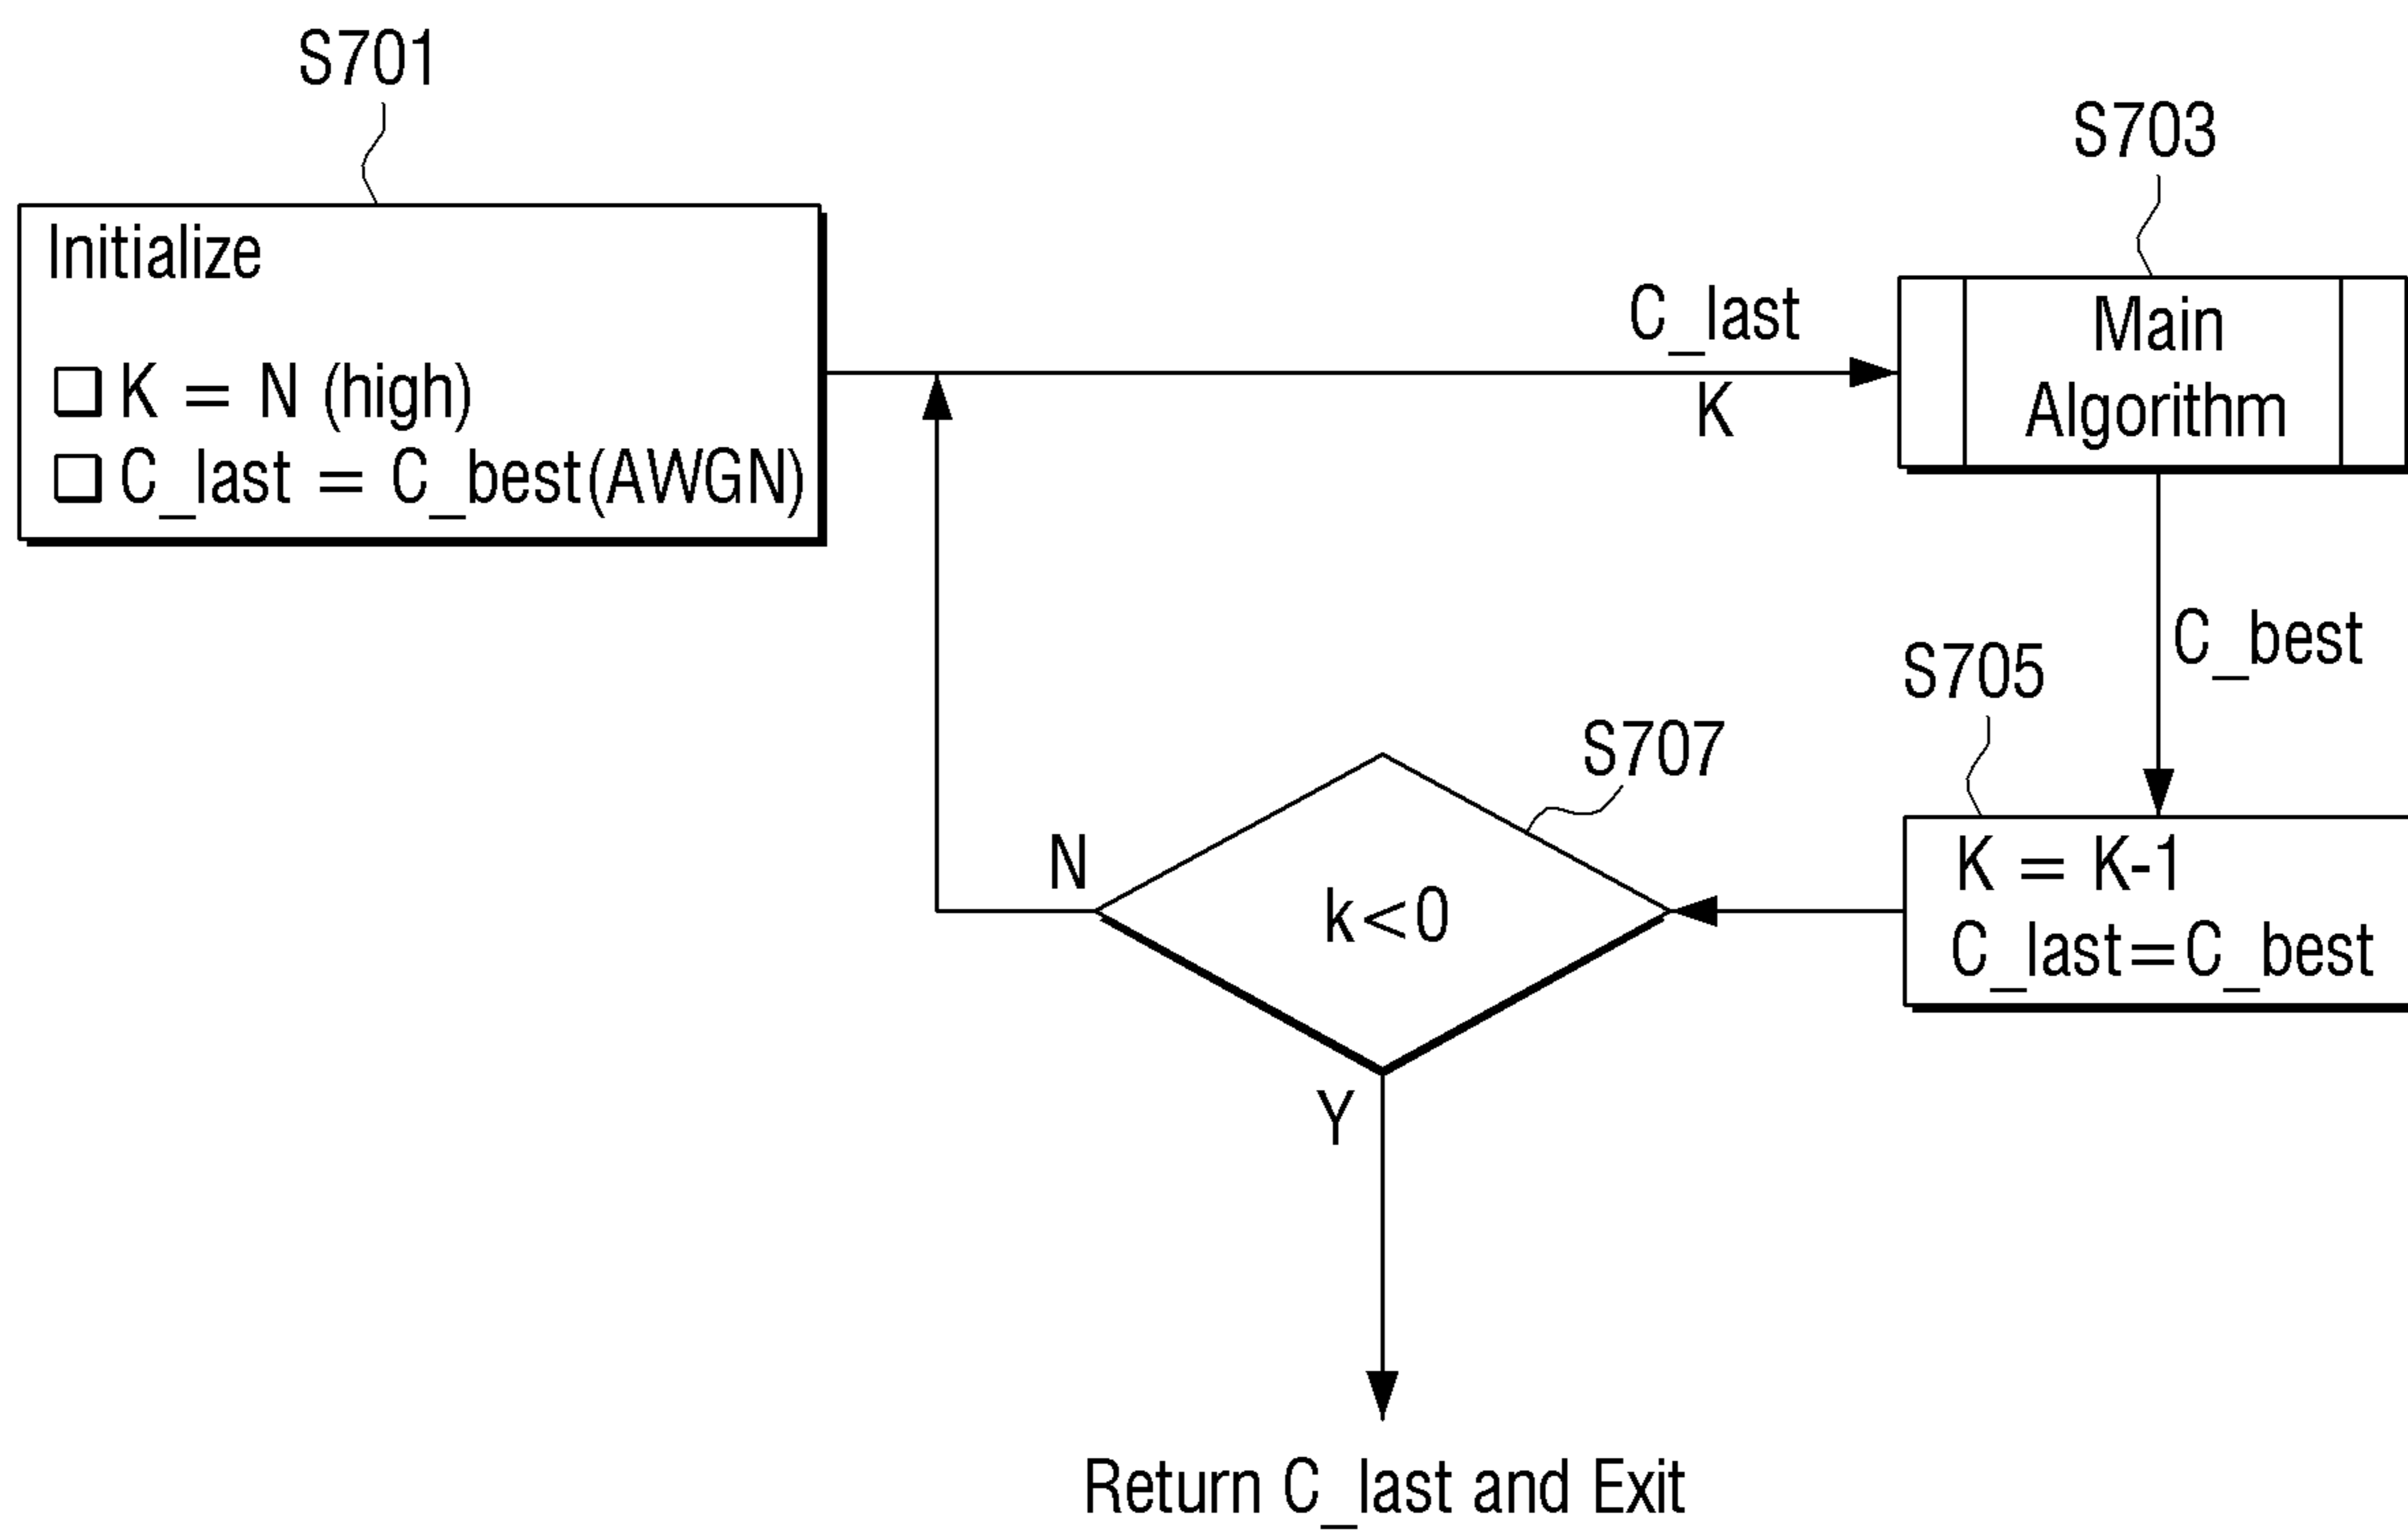 S701
Initialize
□ K = N (high)
□ C_last = C_best(AWGN)
C_last
K
S703
Main
Algorithm
C_best
S705
K = K-1
C_last=C_best
S707
k<0
N
Y
Return C_last and Exit